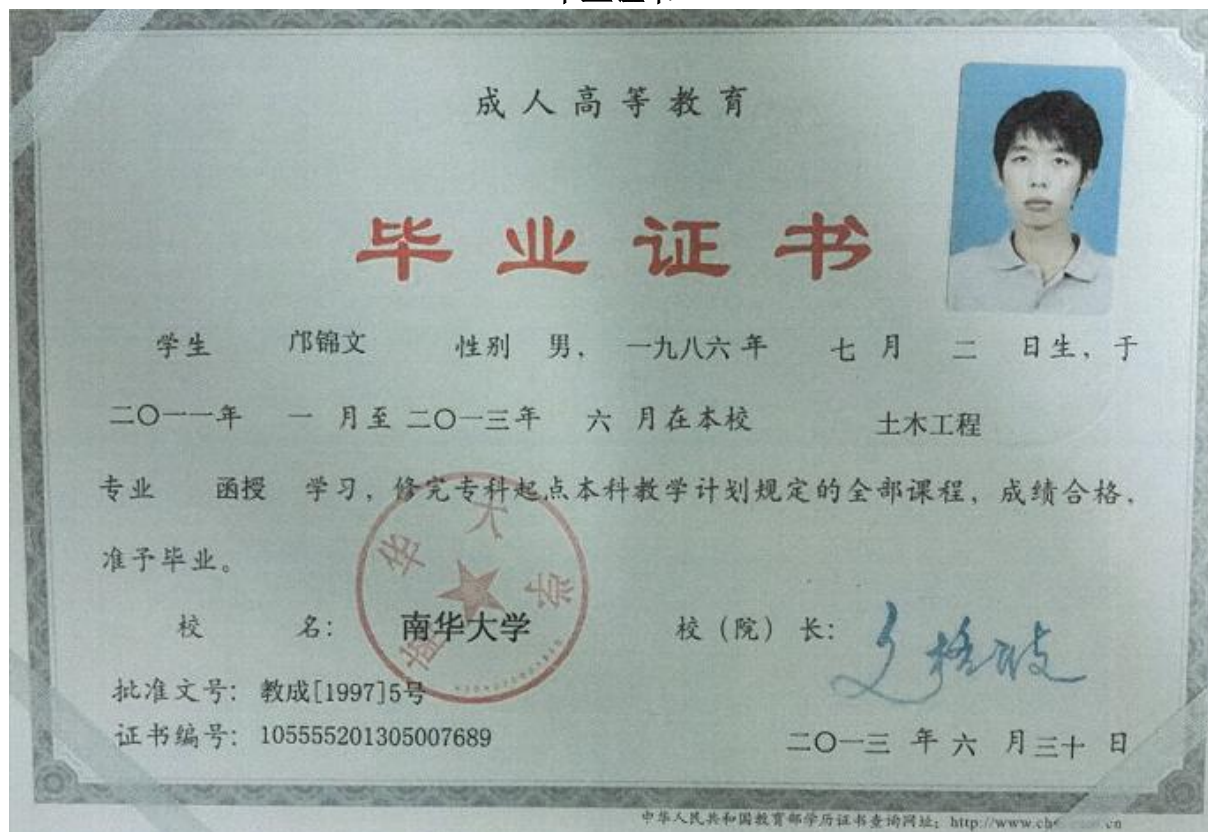 成人高等教育
毕业证书
学生 邝锦文 性别 男, 一九八六年 七月 二 日生, 于
二〇一一年 一 月至二〇一三年 六 月在本校 土木工程
专业 函授 学习, 修完专科起点本科教学计划规定的全部课程, 成绩合格,
准予毕业。
校 名: 南华大学 校（院）长:
批准文号: 教成[1997]5号
证书编号: 105555201305007689
二〇一三 年 六 月三十 日
南华大学
中华人民共和国教育部学历证书查询网址: http://www.